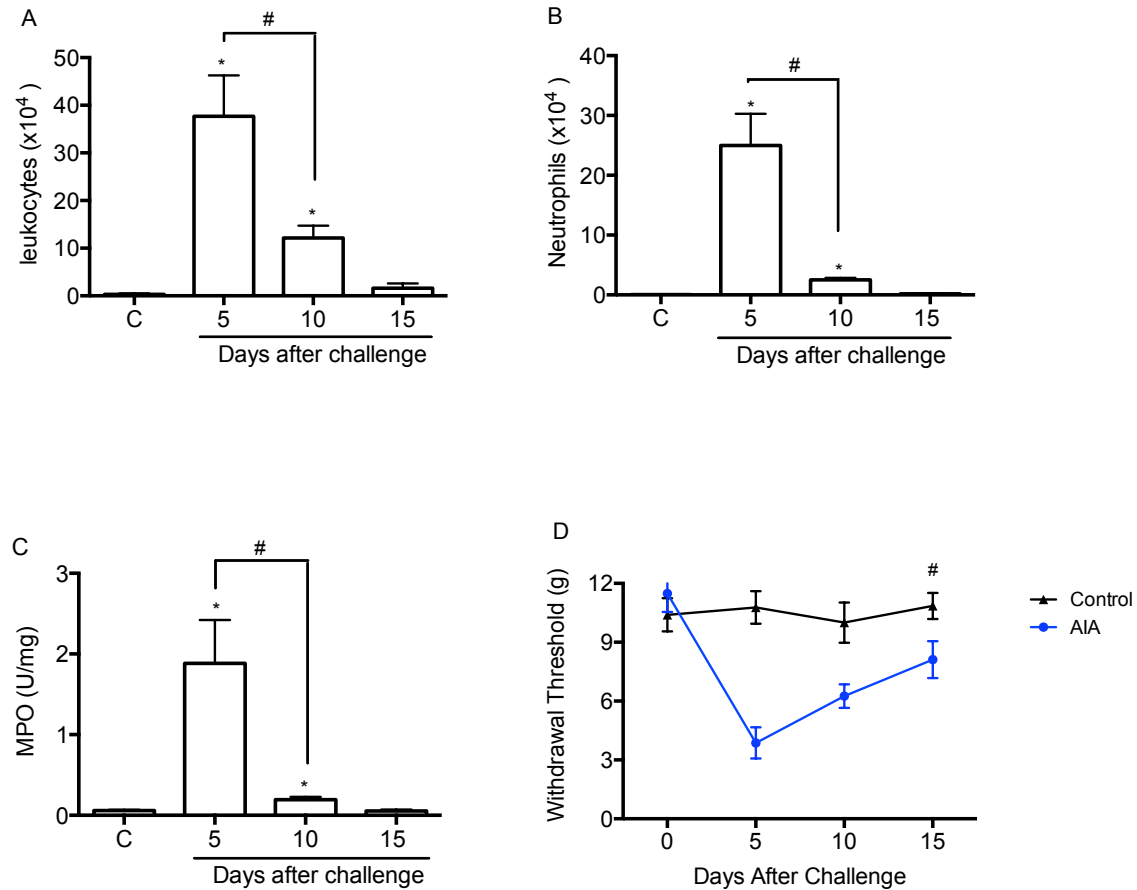 A
#
leukocytes (x10⁴ )
50
40
30
20
10
0
*
*
C 5 10 15
Days after challenge
B
#
Neutrophils (x10⁴ )
40
30
20
10
0
*
*
C 5 10 15
Days after challenge
C
#
MPO (U/mg)
3
2
1
0
*
*
C 5 10 15
Days after challenge
D
#
Withdrawal Threshold (g)
12
9
6
3
0
0 5 10 15
Days After Challenge
Control
AIA